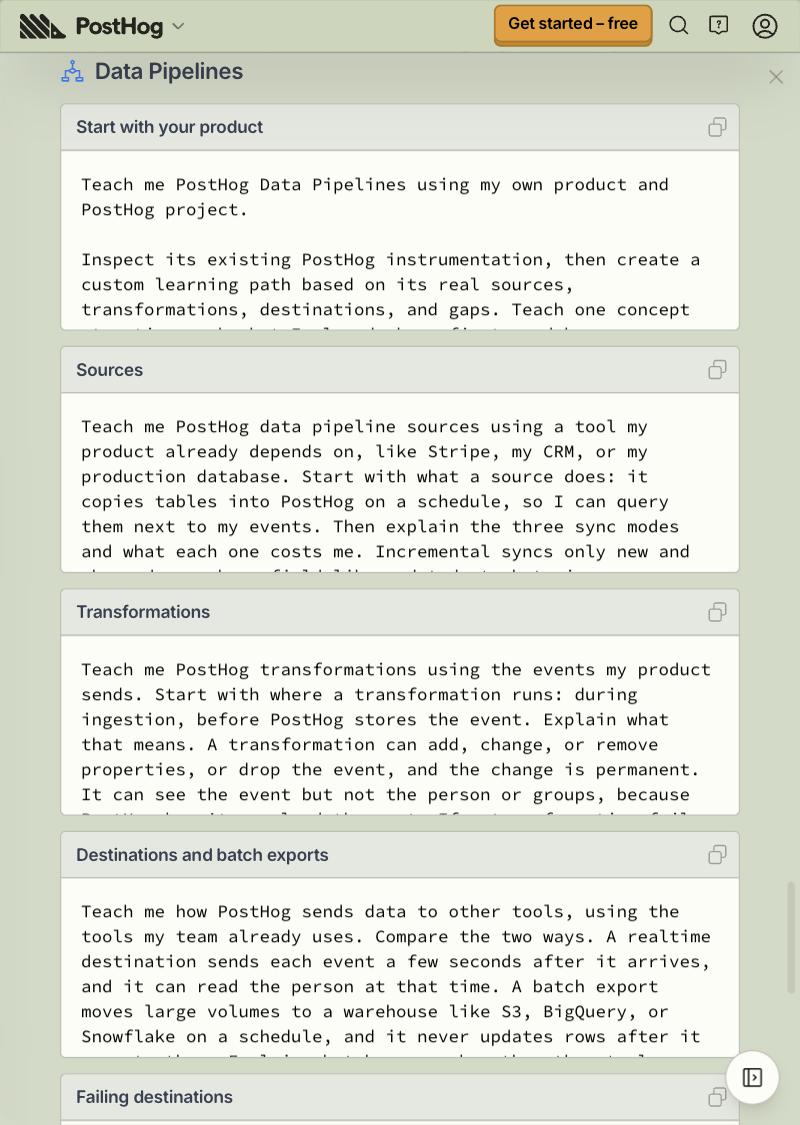 PostHog
Get started – free
Data Pipelines
Start with your product
Teach me PostHog Data Pipelines using my own product and
PostHog project.
Inspect its existing PostHog instrumentation, then create a
custom learning path based on its real sources,
transformations, destinations, and gaps. Teach one concept
Sources
Teach me PostHog data pipeline sources using a tool my
product already depends on, like Stripe, my CRM, or my
production database. Start with what a source does: it
copies tables into PostHog on a schedule, so I can query
them next to my events. Then explain the three sync modes
and what each one costs me. Incremental syncs only new and
Transformations
Teach me PostHog transformations using the events my product
sends. Start with where a transformation runs: during
ingestion, before PostHog stores the event. Explain what
that means. A transformation can add, change, or remove
properties, or drop the event, and the change is permanent.
It can see the event but not the person or groups, because
Destinations and batch exports
Teach me how PostHog sends data to other tools, using the
tools my team already uses. Compare the two ways. A realtime
destination sends each event a few seconds after it arrives,
and it can read the person at that time. A batch export
moves large volumes to a warehouse like S3, BigQuery, or
Snowflake on a schedule, and it never updates rows after it
Failing destinations